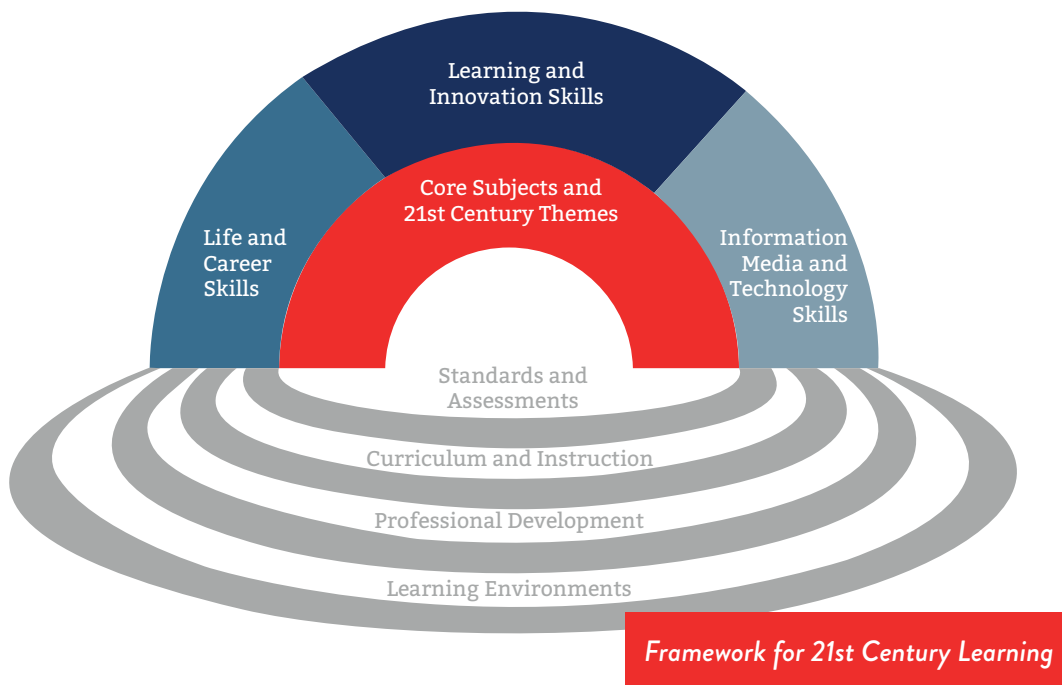 Learning and
Innovation Skills
Core Subjects and
21st Century Themes
Life and
Career
Skills
Information
Media and
Technology
Skills
Standards and
Assessments
Curriculum and Instruction
Professional Development
Learning Environments
Framework for 21st Century Learning